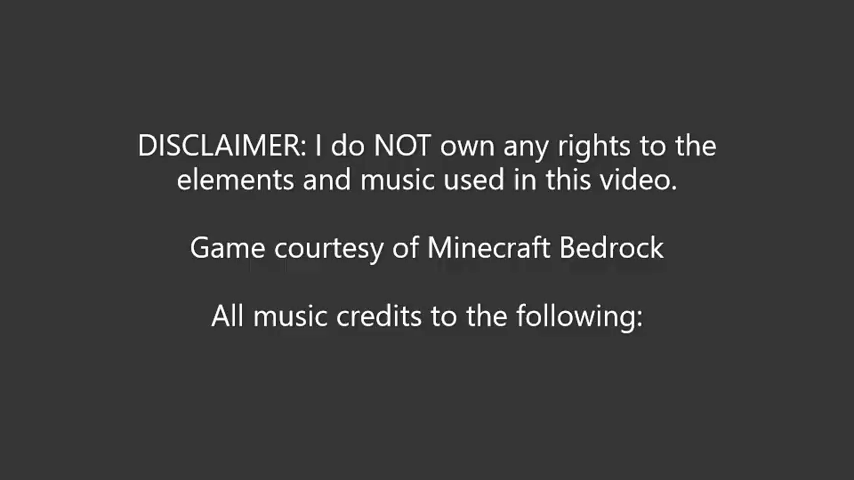 DISCLAIMER: I do NOT own any rights to the
elements and music used in this video.
Game courtesy of Minecraft Bedrock
All music credits to the following: